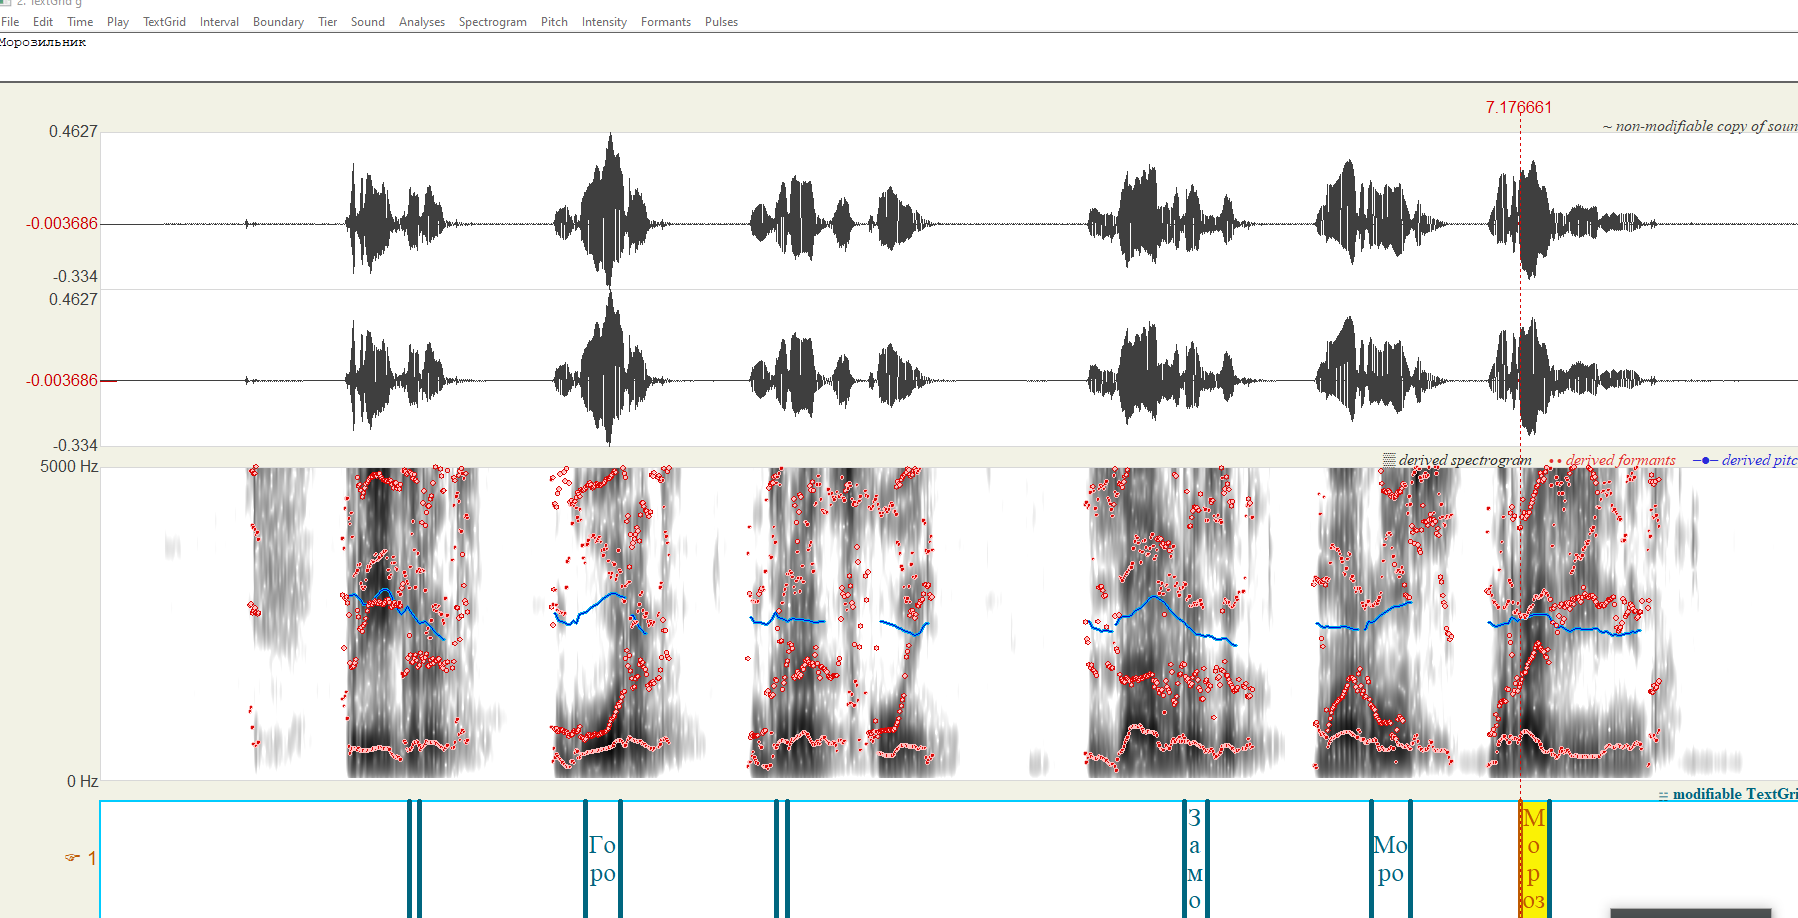 2. TextGrid g
File Edit Time Play TextGrid Interval Boundary Tier Sound Analyses Spectrogram Pitch Intensity Formants Pulses
Морозильник
7.176661
~ non-modifiable copy of soun
0.4627
-0.003686
-0.334
0.4627
-0.003686
-0.334
5000 Hz
derived spectrogram
derived formants
derived pitc
0 Hz
modifiable TextGri
1
Го
ро
З
а
м
о
Мо
ро
М
о
р
оз